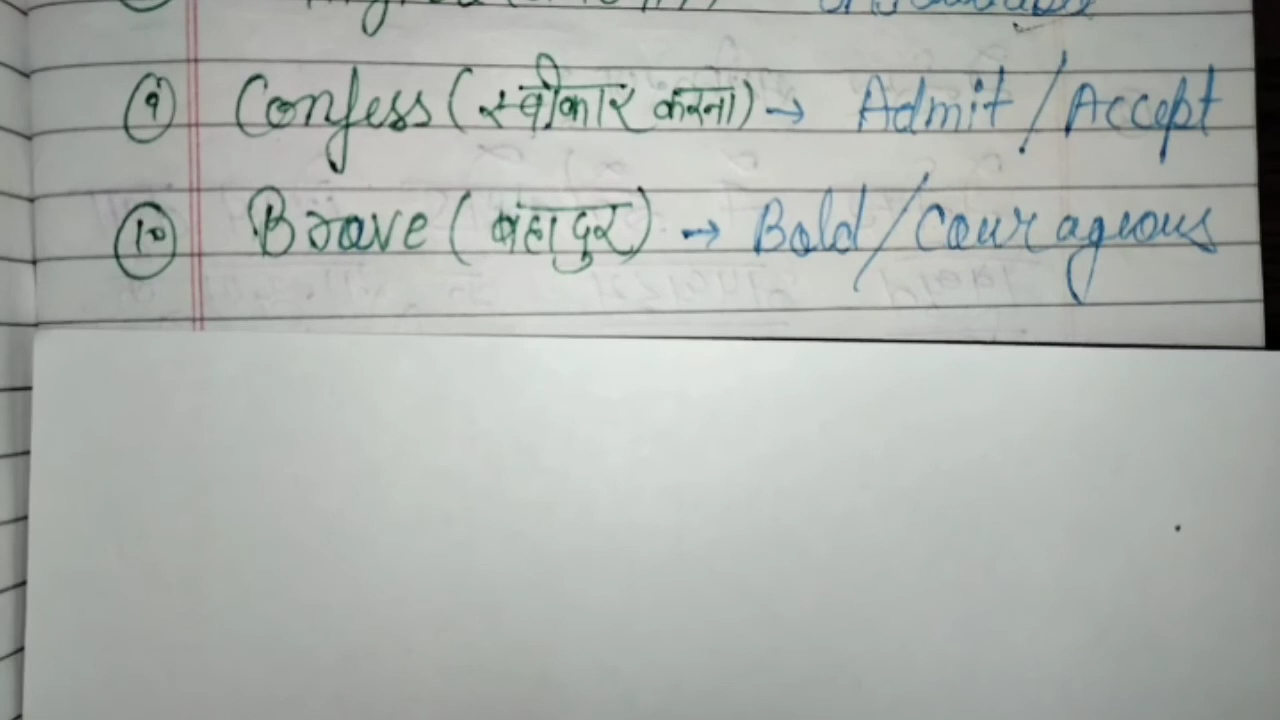 9 Confess (स्वीकार करना) → Admit / Accept
10 Brave (बहादुर) → Bold / Courageous